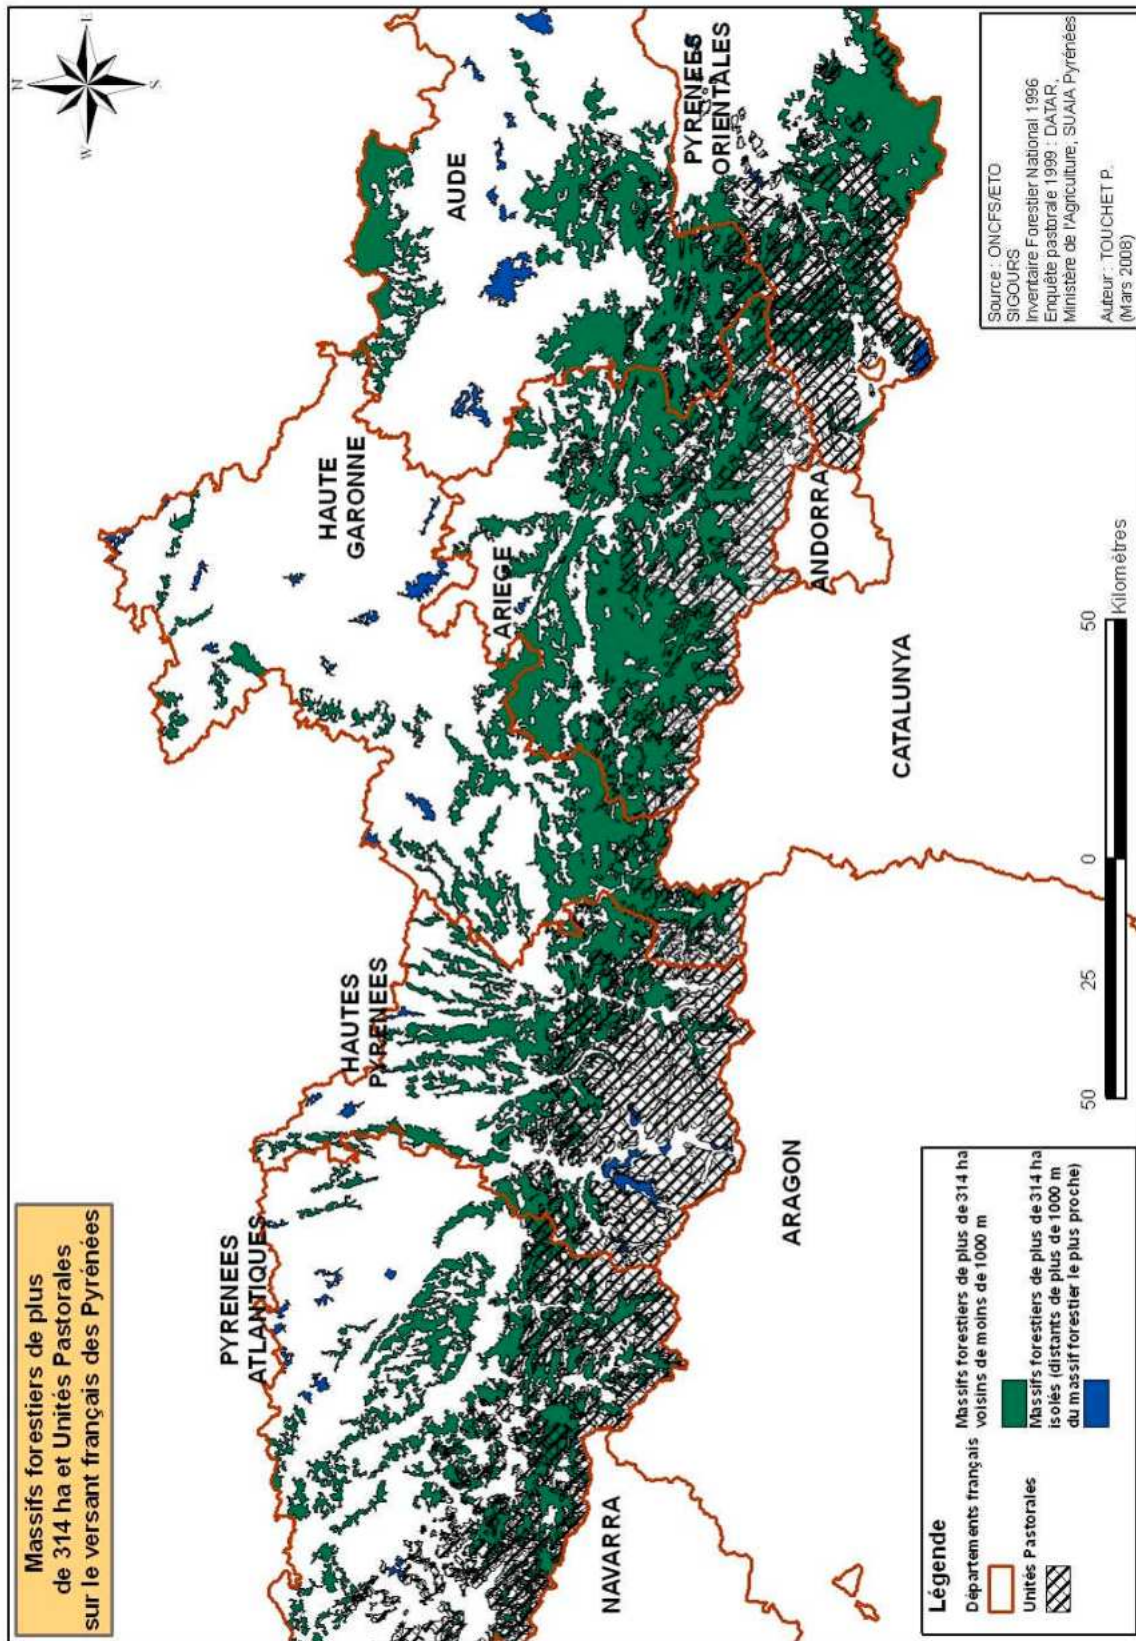 Massifs forestiers de plus
de 314 ha et Unités Pastorales
sur le versant français des Pyrénées
N
W
E
S
PYRENEES
ATLANTIQUES
HAUTES
PYRENEES
HAUTE
GARONNE
AUDE
ARIEGE
PYRENEES
ORIENTALES
NAVARRA
ARAGON
CATALUNYA
ANDORRA
Légende
Départements français
Unités Pastorales
Massifs forestiers de plus de 314 ha
voisins de moins de 1000 m
Massifs forestiers de plus de 314 ha
isolés (distants de plus de 1000 m
du massif forestier le plus proche)
50
25
0
50
Kilomètres
Source : ONCFS/ETO
SIGOURS
Inventaire Forestier National 1996
Enquête pastorale 1999 : DATAR,
Ministère de l'Agriculture, SUAIA Pyrénées
Auteur : TOUCHET P.
(Mars 2008)